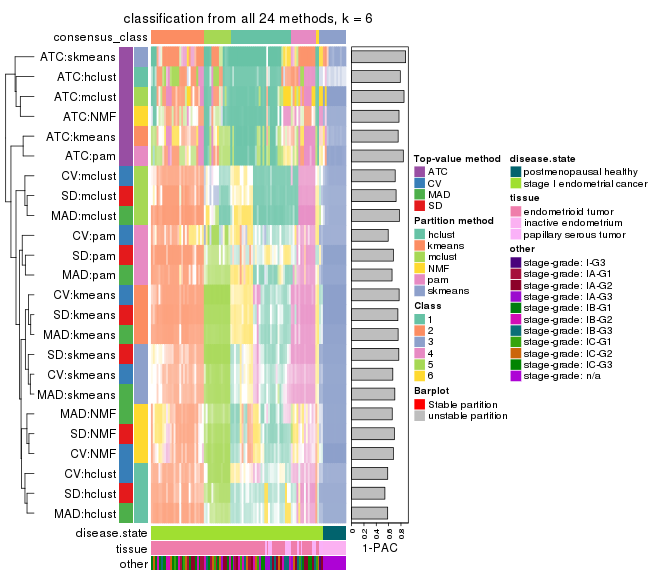 classification from all 24 methods, k = 6
consensus_class
ATC:skmeans
ATC:hclust
ATC:mclust
ATC:NMF
ATC:kmeans
ATC:pam
CV:mclust
SD:mclust
MAD:mclust
CV:pam
SD:pam
MAD:pam
CV:kmeans
SD:kmeans
MAD:kmeans
SD:skmeans
CV:skmeans
MAD:skmeans
MAD:NMF
SD:NMF
CV:NMF
CV:hclust
SD:hclust
MAD:hclust
disease.state
tissue
other
0 0.2 0.4 0.6 0.8
1-PAC
Top-value method
ATC
CV
MAD
SD
Partition method
hclust
kmeans
mclust
NMF
pam
skmeans
Class
1
2
3
4
5
6
Barplot
Stable partition
unstable partition
disease.state
postmenopausal healthy
stage I endometrial cancer
tissue
endometrioid tumor
inactive endometrium
papillary serous tumor
other
stage-grade: I-G3
stage-grade: IA-G1
stage-grade: IA-G2
stage-grade: IA-G3
stage-grade: IB-G1
stage-grade: IB-G2
stage-grade: IB-G3
stage-grade: IC-G1
stage-grade: IC-G2
stage-grade: IC-G3
stage-grade: n/a